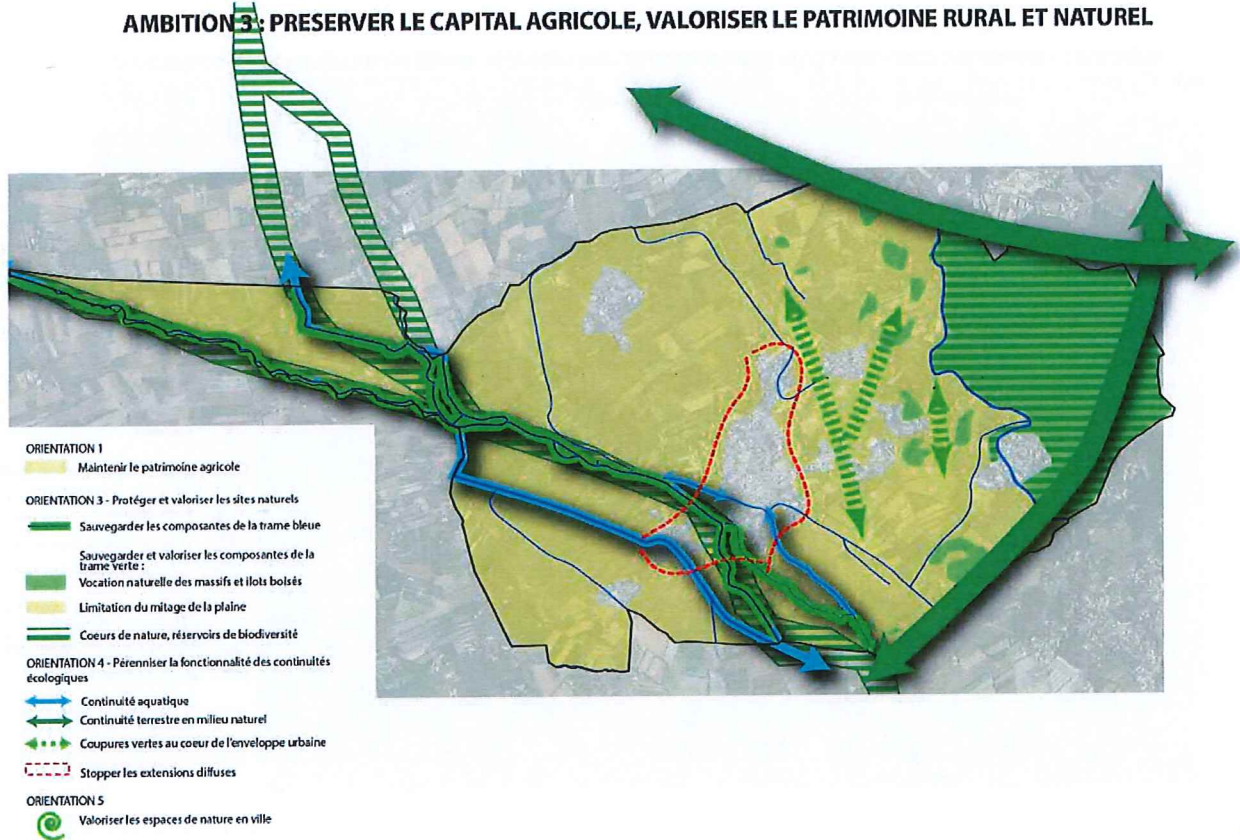 AMBITION 3 : PRESERVER LE CAPITAL AGRICOLE, VALORISER LE PATRIMOINE RURAL ET NATUREL
ORIENTATION 1
Maintenir le patrimoine agricole
ORIENTATION 3 - Protéger et valoriser les sites naturels
Sauvegarder les composantes de la trame bleue
Sauvegarder et valoriser les composantes de la
trame verte :
Vocation naturelle des massifs et ilots boisés
Limitation du mitage de la plaine
Coeurs de nature, réservoirs de biodiversité
ORIENTATION 4 - Pérenniser la fonctionnalité des continuités
écologiques
Continuité aquatique
Continuité terrestre en milieu naturel
Coupures vertes au coeur de l'enveloppe urbaine
Stopper les extensions diffuses
ORIENTATION 5
Valoriser les espaces de nature en ville